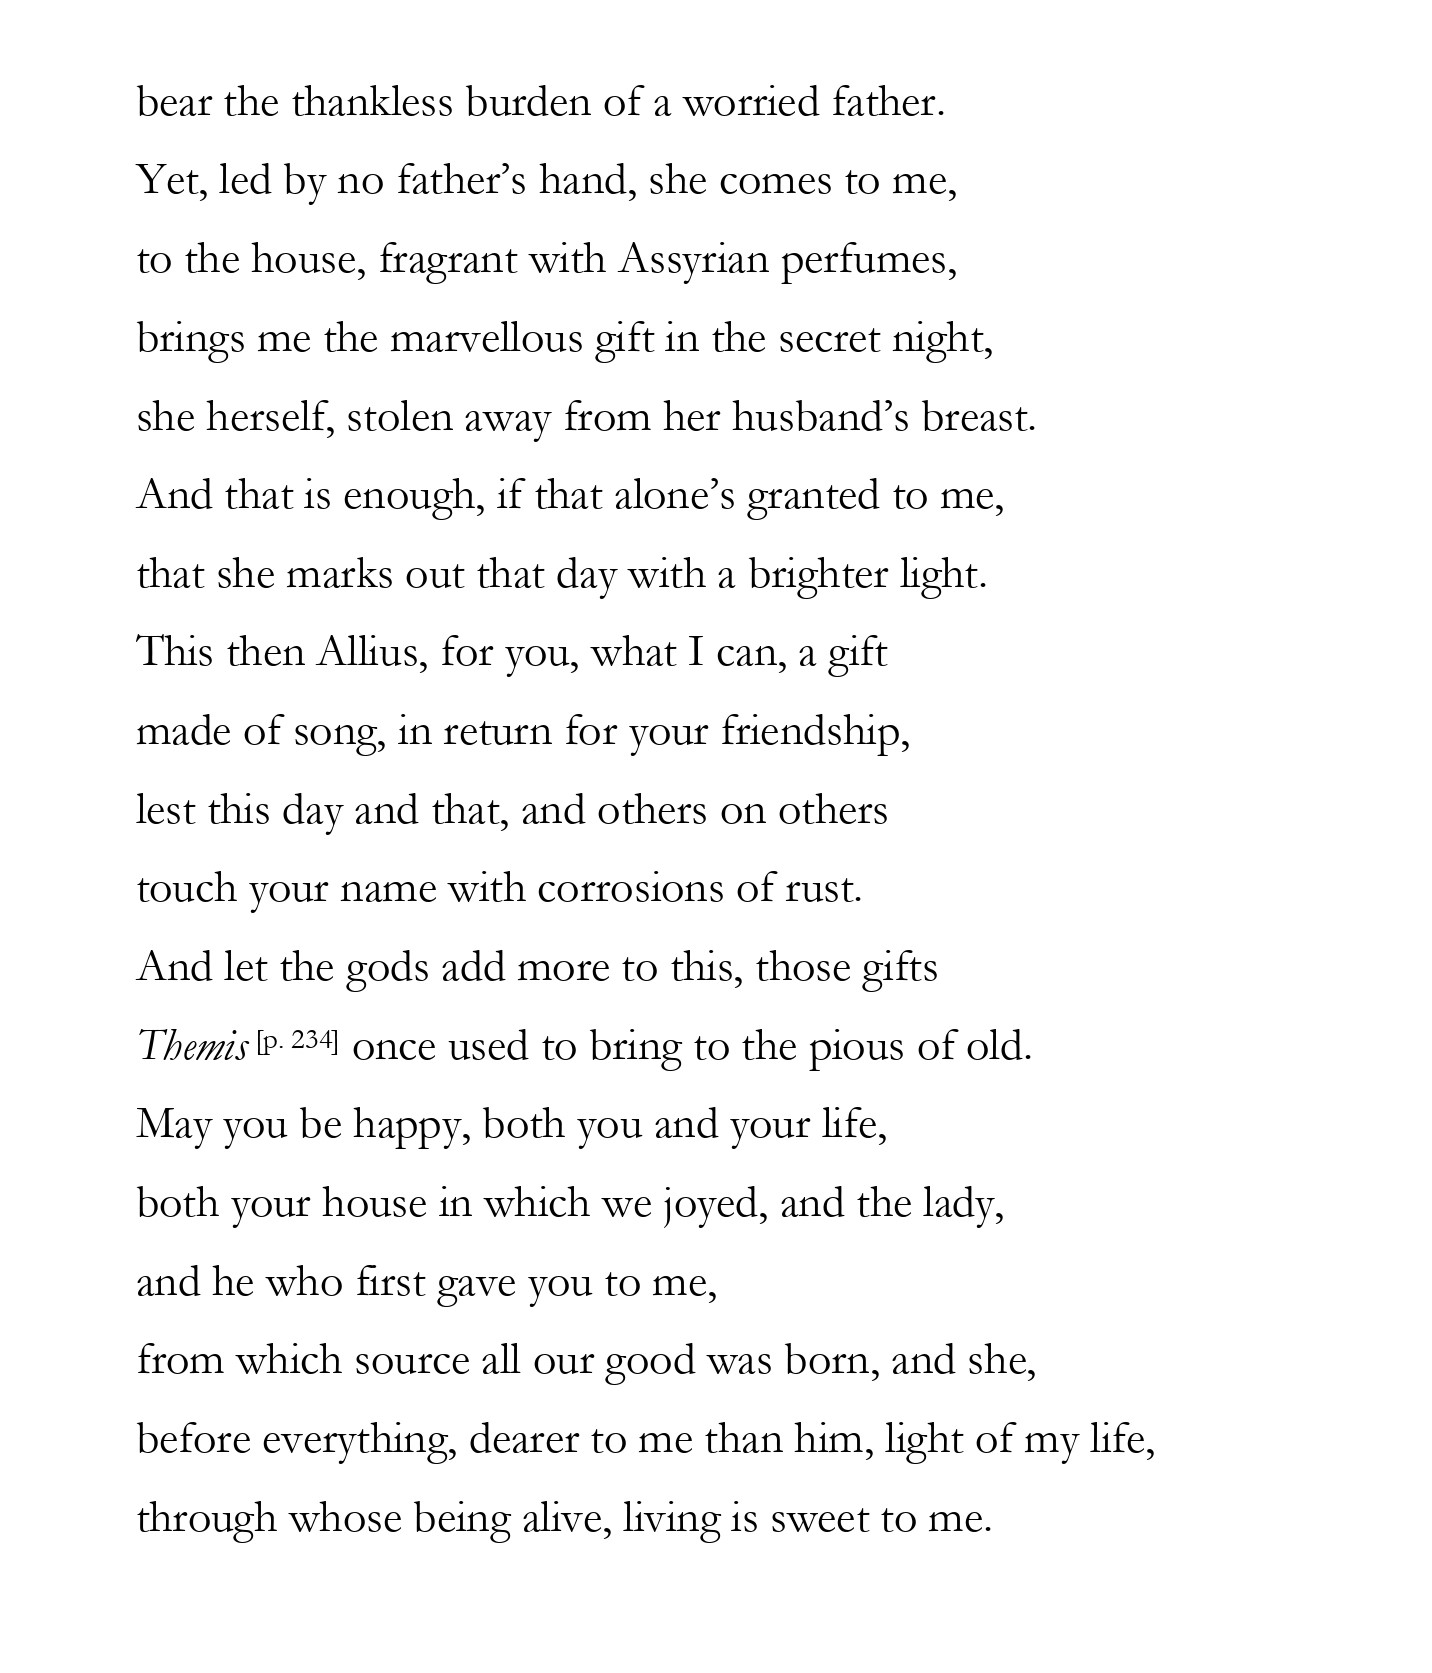 bear the thankless burden of a worried father.
Yet, led by no father’s hand, she comes to me,
to the house, fragrant with Assyrian perfumes,
brings me the marvellous gift in the secret night,
she herself, stolen away from her husband’s breast.
And that is enough, if that alone’s granted to me,
that she marks out that day with a brighter light.
This then Allius, for you, what I can, a gift
made of song, in return for your friendship,
lest this day and that, and others on others
touch your name with corrosions of rust.
And let the gods add more to this, those gifts
Themis [p. 234] once used to bring to the pious of old.
May you be happy, both you and your life,
both your house in which we joyed, and the lady,
and he who first gave you to me,
from which source all our good was born, and she,
before everything, dearer to me than him, light of my life,
through whose being alive, living is sweet to me.